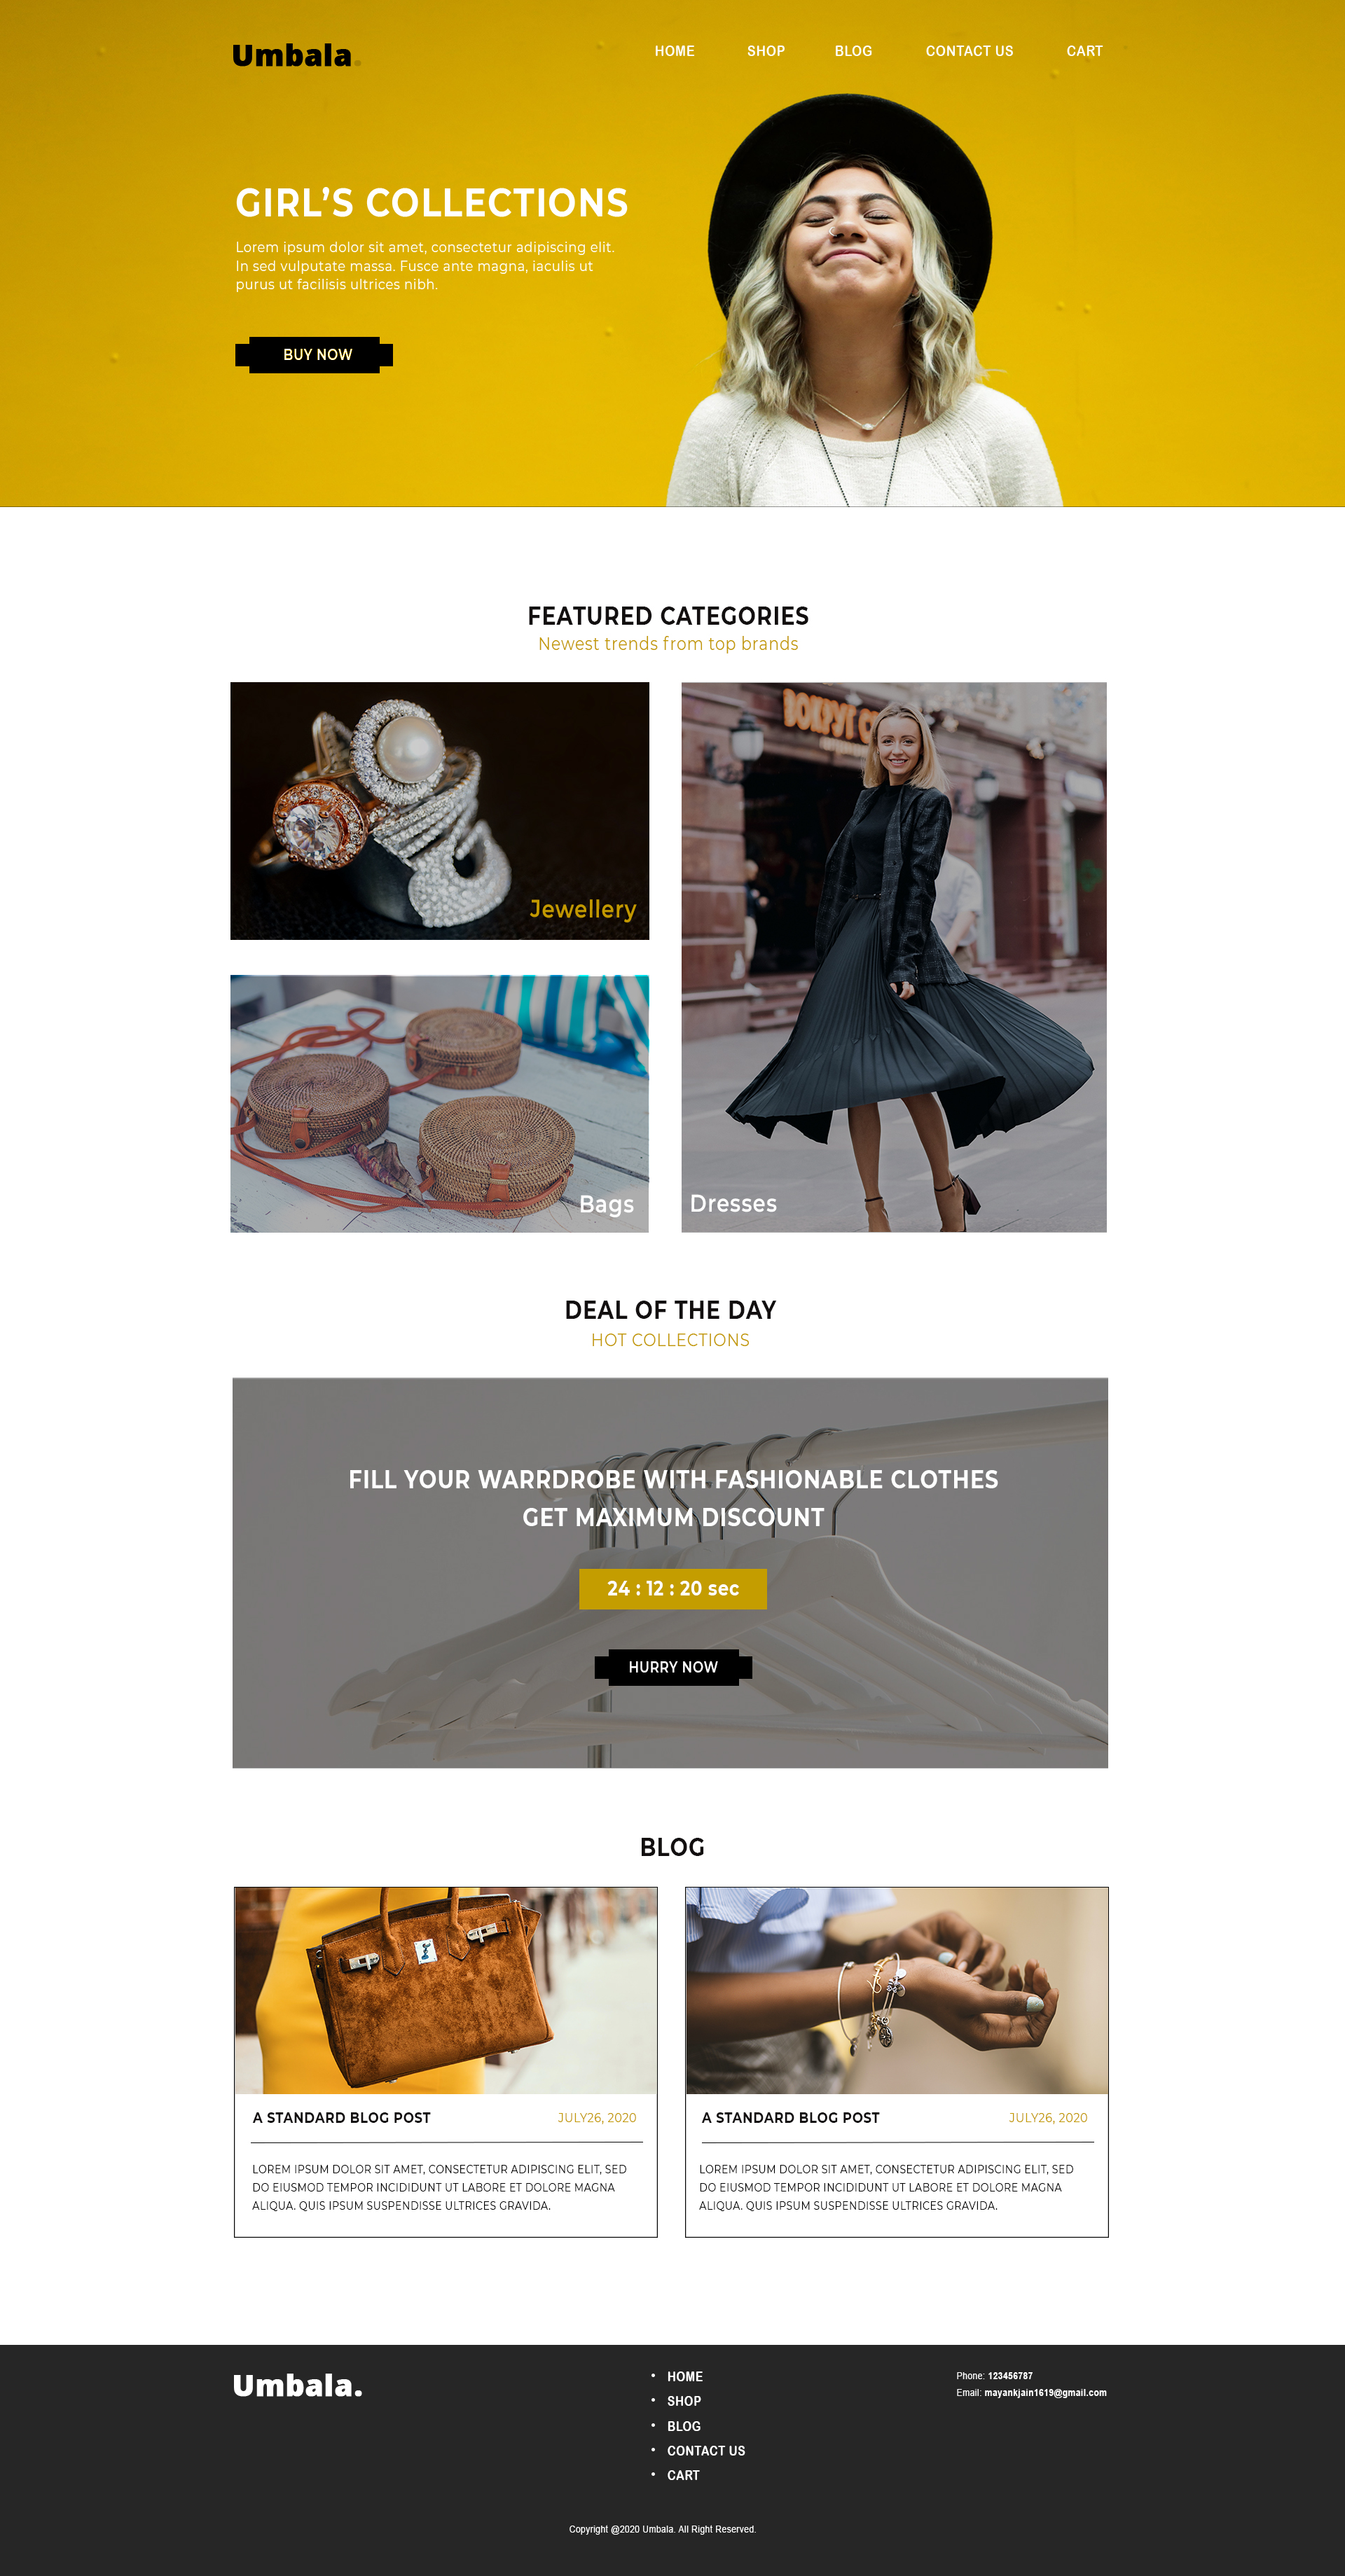 Umbala.
HOME SHOP BLOG CONTACT US CART
GIRL’S COLLECTIONS
Lorem ipsum dolor sit amet, consectetur adipiscing elit.
In sed vulputate massa. Fusce ante magna, iaculis ut
purus ut facilisis ultrices nibh.
BUY NOW
FEATURED CATEGORIES
Newest trends from top brands
Jewellery
ВОКРУГ
Bags
Dresses
DEAL OF THE DAY
HOT COLLECTIONS
FILL YOUR WARRDROBE WITH FASHIONABLE CLOTHES
GET MAXIMUM DISCOUNT
24 : 12 : 20 sec
HURRY NOW
BLOG
A STANDARD BLOG POST JULY26, 2020
LOREM IPSUM DOLOR SIT AMET, CONSECTETUR ADIPISCING ELIT, SED
DO EIUSMOD TEMPOR INCIDIDUNT UT LABORE ET DOLORE MAGNA
ALIQUA. QUIS IPSUM SUSPENDISSE ULTRICES GRAVIDA.
A STANDARD BLOG POST JULY26, 2020
LOREM IPSUM DOLOR SIT AMET, CONSECTETUR ADIPISCING ELIT, SED
DO EIUSMOD TEMPOR INCIDIDUNT UT LABORE ET DOLORE MAGNA
ALIQUA. QUIS IPSUM SUSPENDISSE ULTRICES GRAVIDA.
Umbala.
• HOME
• SHOP
• BLOG
• CONTACT US
• CART
Phone: 123456787
Email: mayankjain1619@gmail.com
Copyright @2020 Umbala. All Right Reserved.